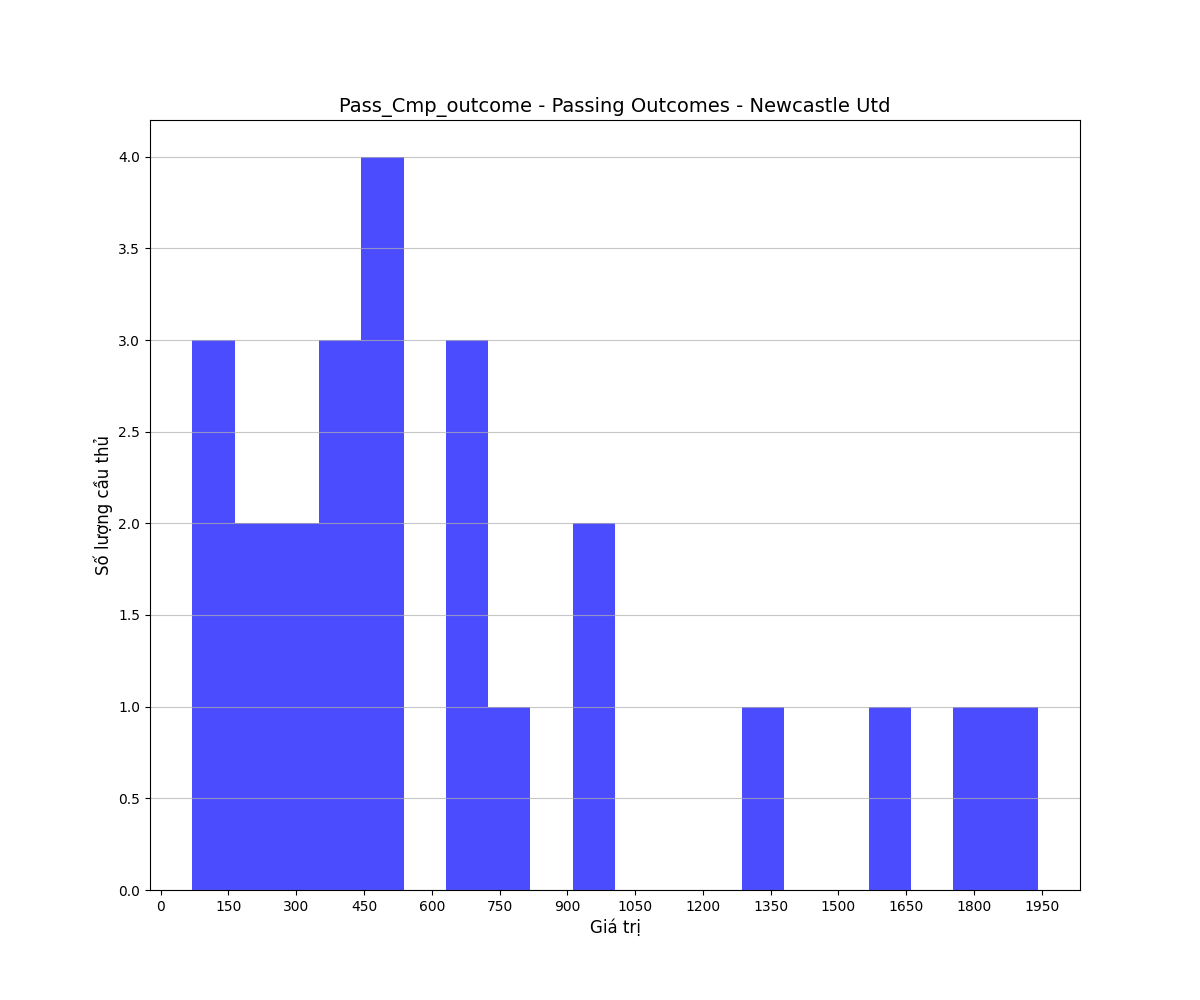 Pass_Cmp_outcome - Passing Outcomes - Newcastle Utd
4.0
3.5
3.0
2.5
2.0
1.5
1.0
0.5
0.0
Số lượng cầu thủ
0 150 300 450 600 750 900 1050 1200 1350 1500 1650 1800 1950
Giá trị